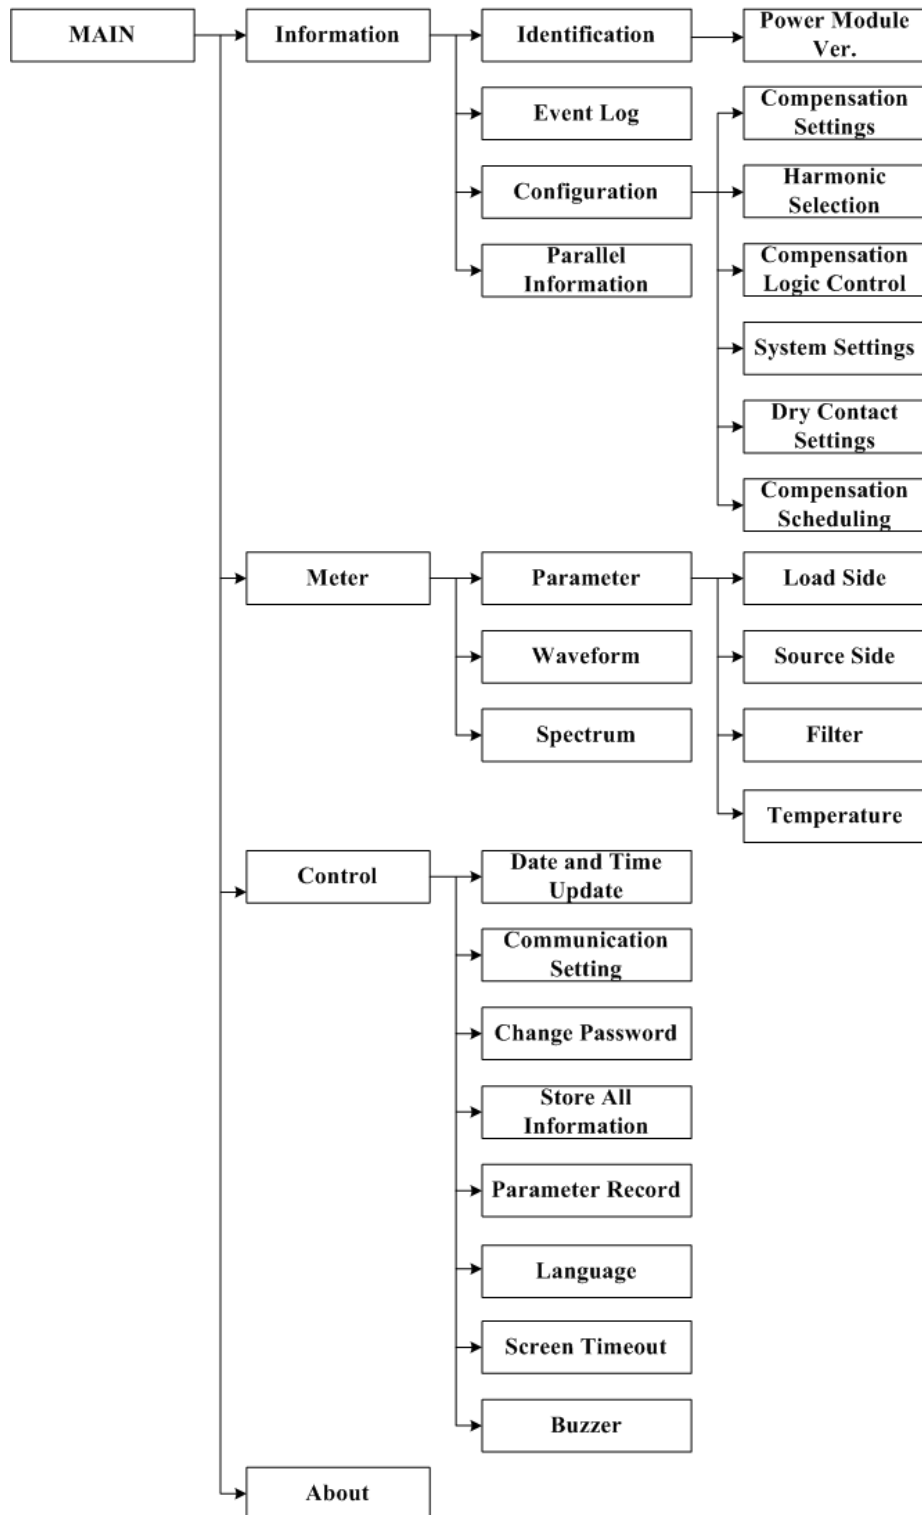 MAIN
Information
Identification
Power Module
Ver.
Event Log
Configuration
Parallel
Information
Compensation
Settings
Harmonic
Selection
Compensation
Logic Control
System Settings
Dry Contact
Settings
Compensation
Scheduling
Meter
Parameter
Waveform
Spectrum
Load Side
Source Side
Filter
Temperature
Control
Date and Time
Update
Communication
Setting
Change Password
Store All
Information
Parameter Record
Language
Screen Timeout
Buzzer
About